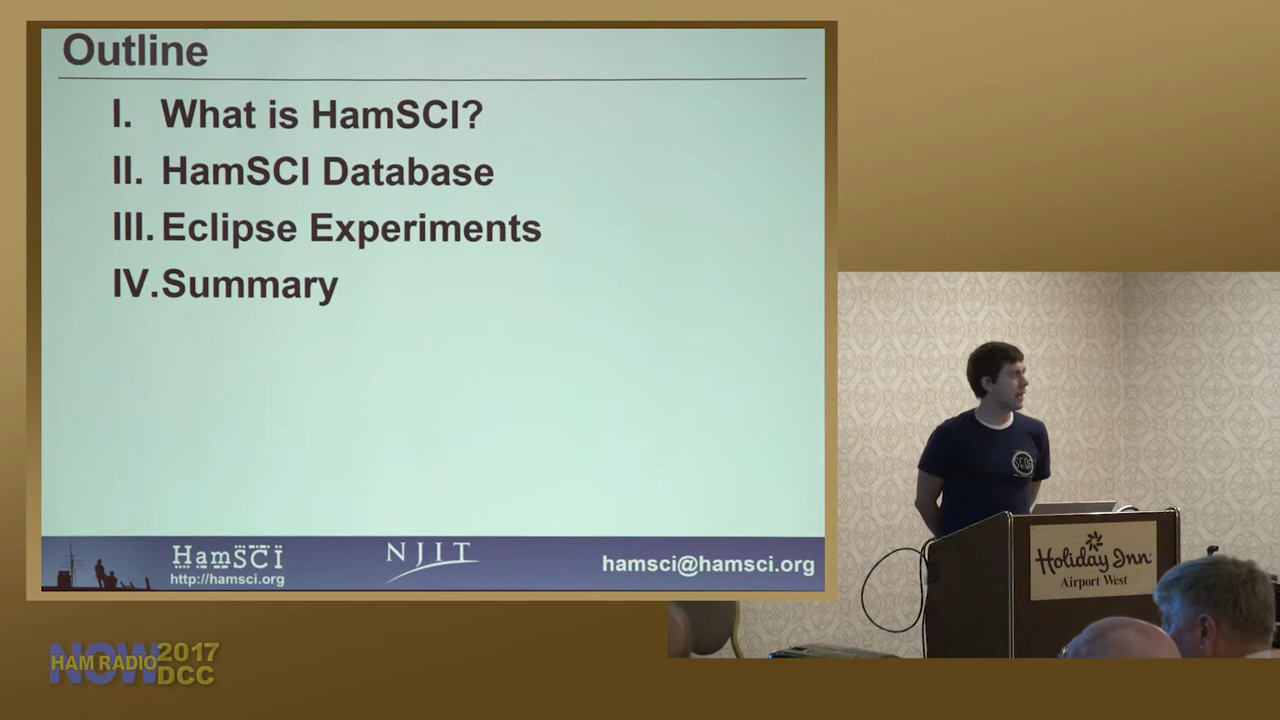 Outline
I. What is HamSCI?
II. HamSCI Database
III. Eclipse Experiments
IV. Summary
HamSCI
http://hamsci.org
NJIT
hamsci@hamsci.org
Holiday Inn
Airport West
NOW
HAM RADIO 2017
DCC